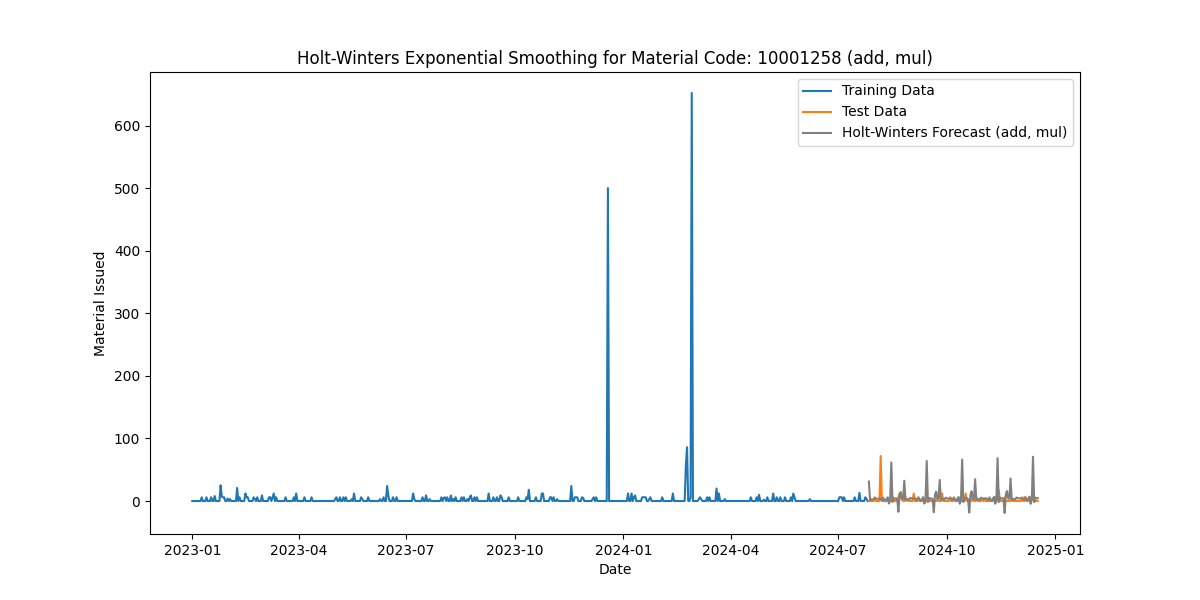 Holt-Winters Exponential Smoothing for Material Code: 10001258 (add, mul)
Training Data
Test Data
Holt-Winters Forecast (add, mul)
Material Issued
600
500
400
300
200
100
0
2023-01
2023-04
2023-07
2023-10
2024-01
2024-04
2024-07
2024-10
2025-01
Date